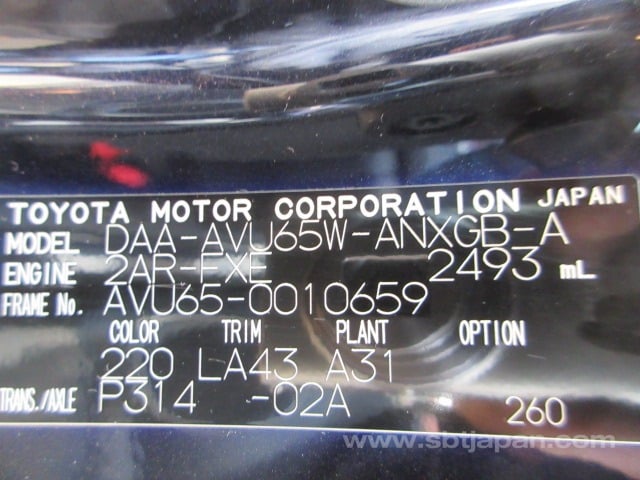 TOYOTA MOTOR CORPORATION JAPAN
MODEL DAA-AVU65W-ANXGB-A
ENGINE 2AR-FXE 2493 mL
FRAME No. AVU65-0010659
COLOR TRIM PLANT OPTION
220 LA43 A31
TRANS./AXLE P314 -02A 260
www.sbtjapan.com